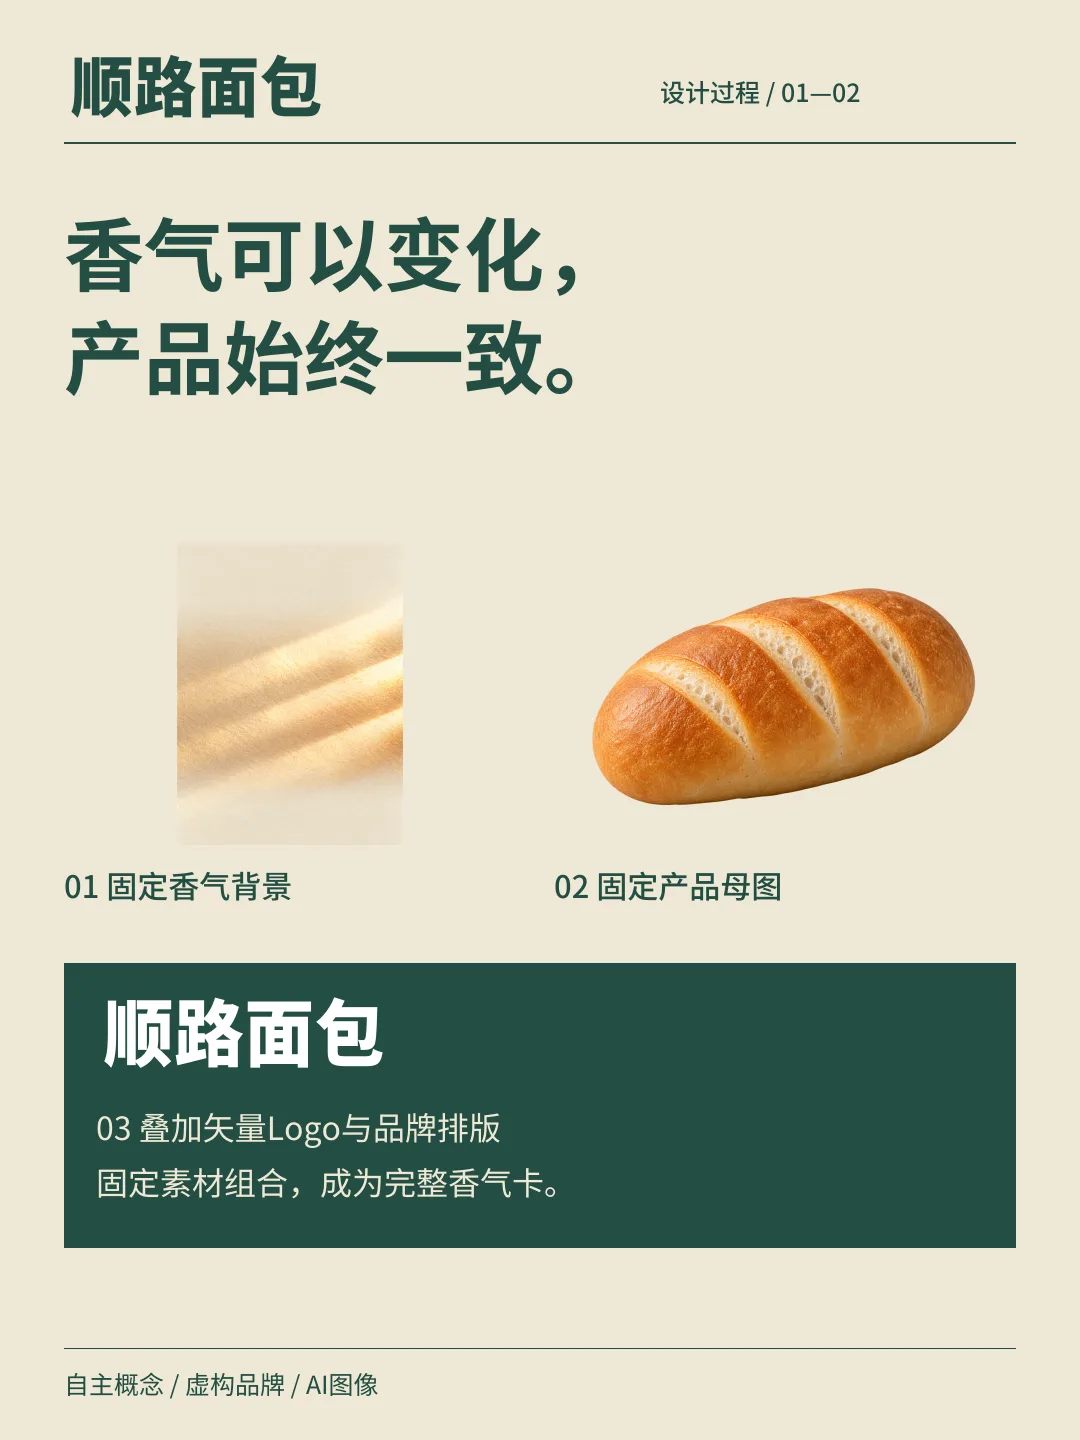 顺路面包
设计过程 / 01—02
香气可以变化，
产品始终一致。
01 固定香气背景
02 固定产品母图
顺路面包
03 叠加矢量Logo与品牌排版
固定素材组合，成为完整香气卡。
自主概念 / 虚构品牌 / AI图像